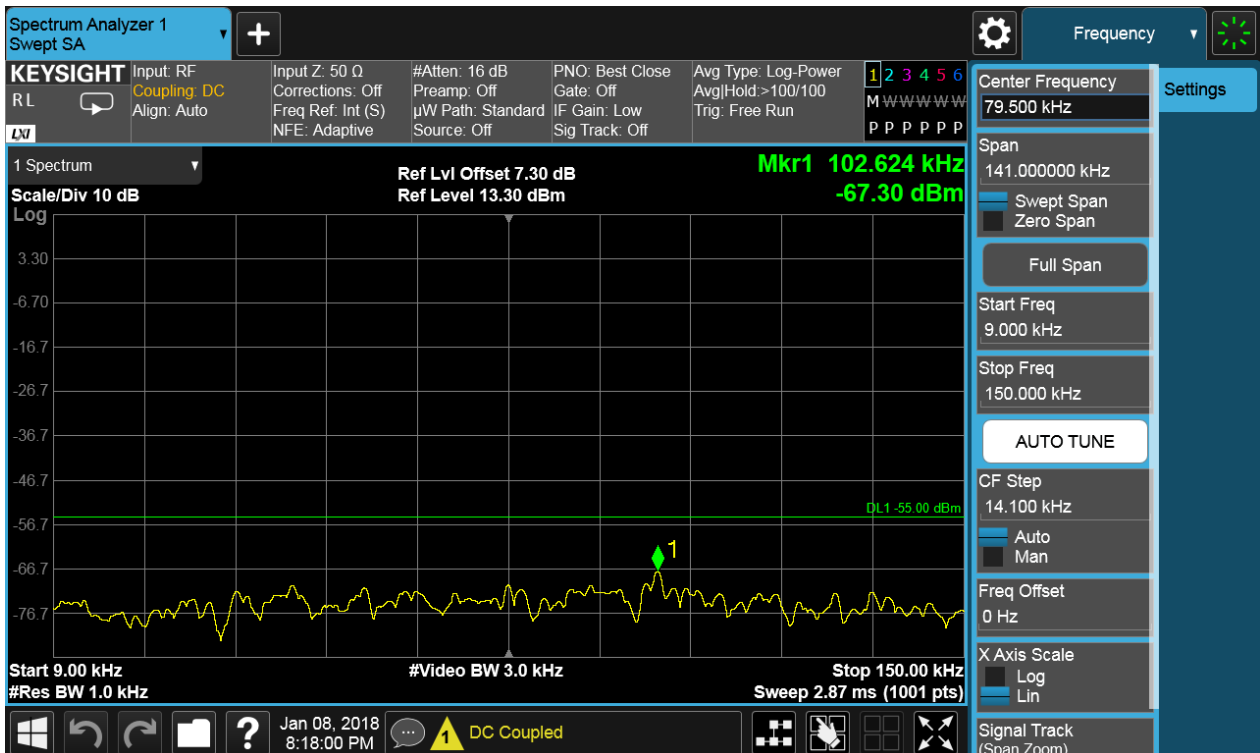 Spectrum Analyzer 1
Swept SA
+
Frequency
KEYSIGHT
RL
LXI
Input: RF
Coupling: DC
Align: Auto
Input Z: 50 Ω
Corrections: Off
Freq Ref: Int (S)
NFE: Adaptive
#Atten: 16 dB
Preamp: Off
µW Path: Standard
Source: Off
PNO: Best Close
Gate: Off
IF Gain: Low
Sig Track: Off
Avg Type: Log-Power
Avg|Hold:>100/100
Trig: Free Run
1 2 3 4 5 6
M W W W W W
P P P P P P
1 Spectrum
Scale/Div 10 dB
Log
Ref Lvl Offset 7.30 dB
Ref Level 13.30 dBm
Mkr1 102.624 kHz
-67.30 dBm
3.30
-6.70
-16.7
-26.7
-36.7
-46.7
-56.7
-66.7
-76.7
DL1 -55.00 dBm
1
Start 9.00 kHz
#Res BW 1.0 kHz
#Video BW 3.0 kHz
Stop 150.00 kHz
Sweep 2.87 ms (1001 pts)
Center Frequency
79.500 kHz
Span
141.000000 kHz
Swept Span
Zero Span
Full Span
Start Freq
9.000 kHz
Stop Freq
150.000 kHz
AUTO TUNE
CF Step
14.100 kHz
Auto
Man
Freq Offset
0 Hz
X Axis Scale
Log
Lin
Signal Track
(Span Zoom)
Settings
?
Jan 08, 2018
8:18:00 PM
1
DC Coupled